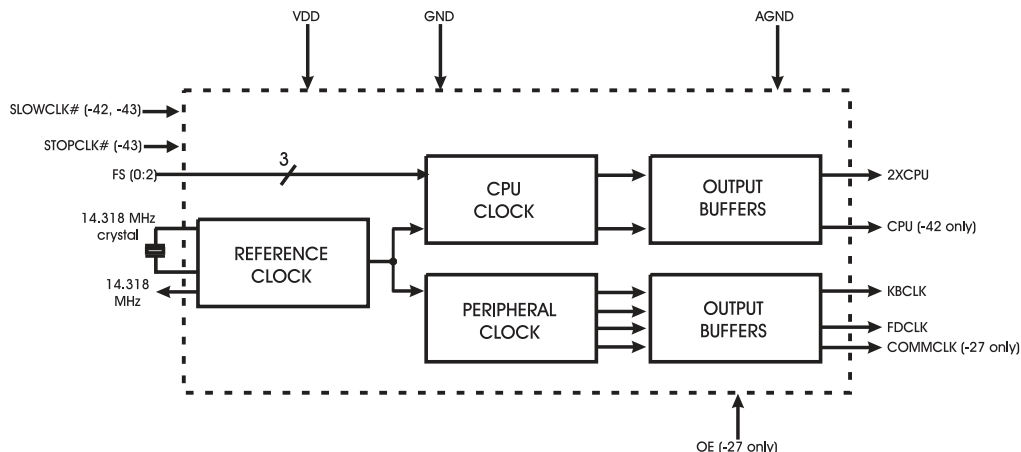 VDD
GND
AGND
SLOWCLK# (-42, -43)
STOPCLK# (-43)
FS (0:2)
3
CPU
CLOCK
OUTPUT
BUFFERS
2XCPU
CPU (-42 only)
14.318 MHz
crystal
REFERENCE
CLOCK
14.318
MHz
PERIPHERAL
CLOCK
OUTPUT
BUFFERS
KBCLK
FDCLK
COMMCLK (-27 only)
OE (-27 only)